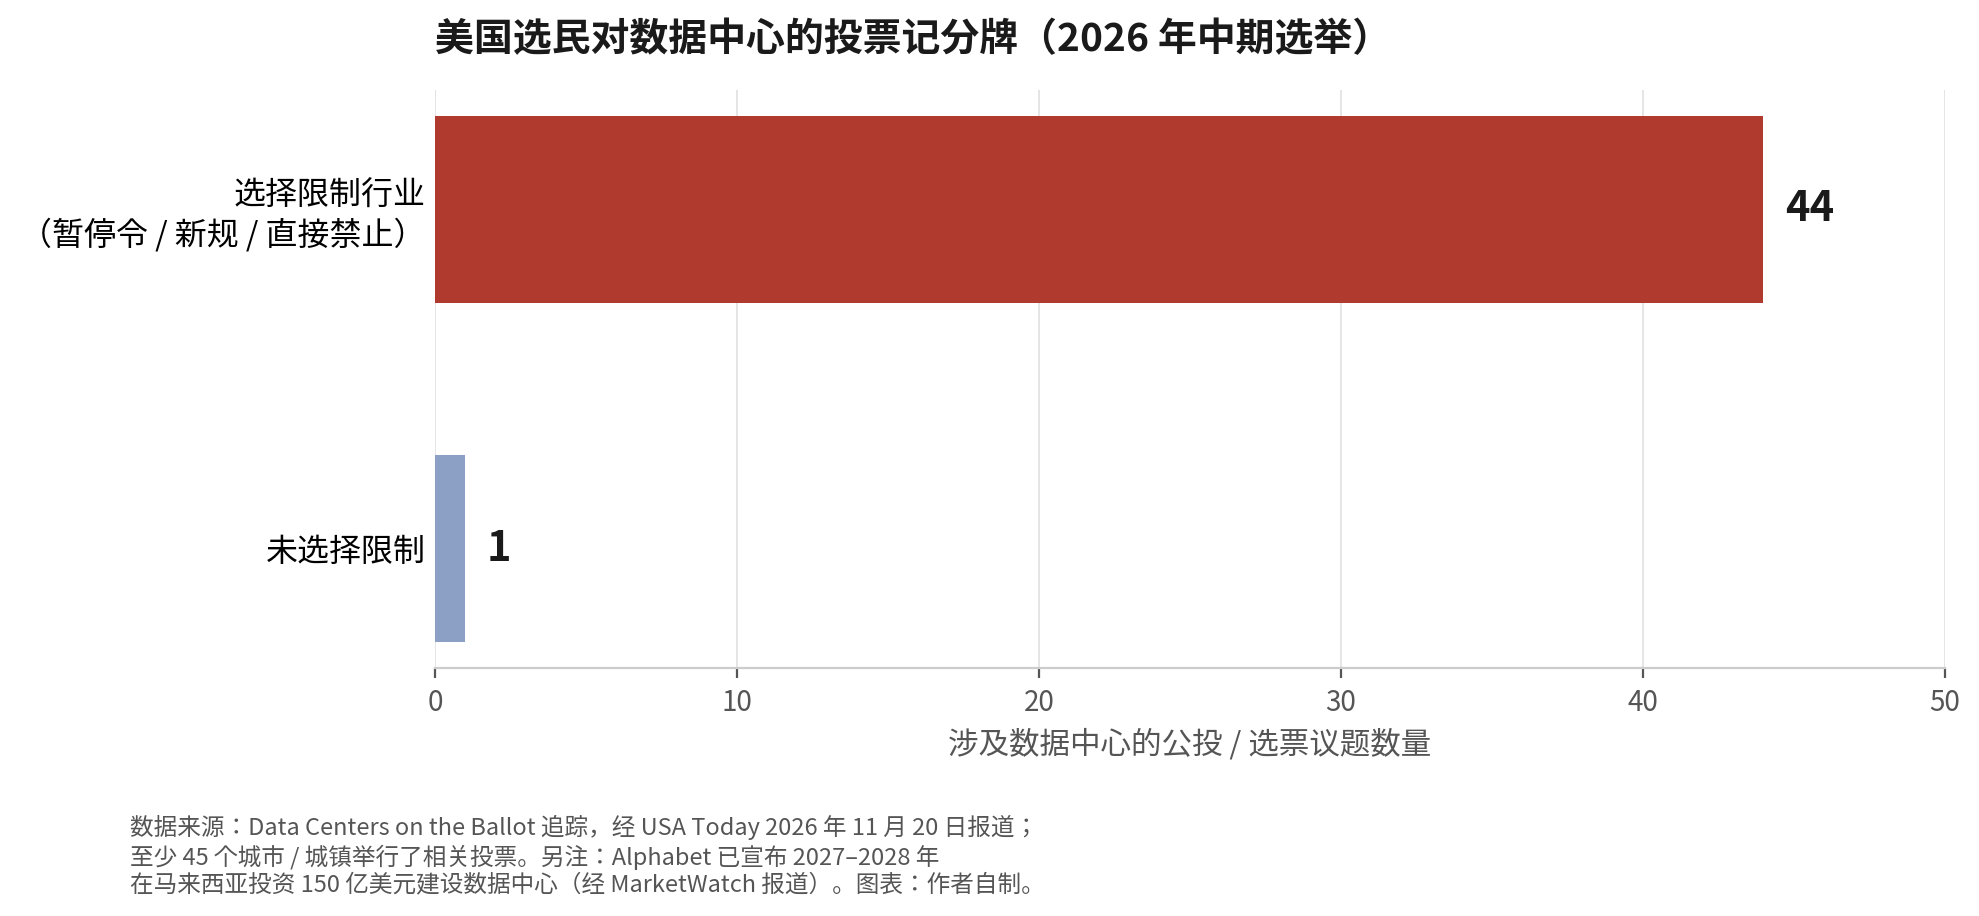 美国选民对数据中心的投票记分牌（2026 年中期选举）
选择限制行业
（暂停令 / 新规 / 直接禁止）
44
未选择限制
1
0 10 20 30 40 50
涉及数据中心的公投 / 选票议题数量
数据来源：Data Centers on the Ballot 追踪，经 USA Today 2026 年 11 月 20 日报道；
至少 45 个城市 / 城镇举行了相关投票。另注：Alphabet 已宣布 2027–2028 年
在马来西亚投资 150 亿美元建设数据中心（经 MarketWatch 报道）。图表：作者自制。